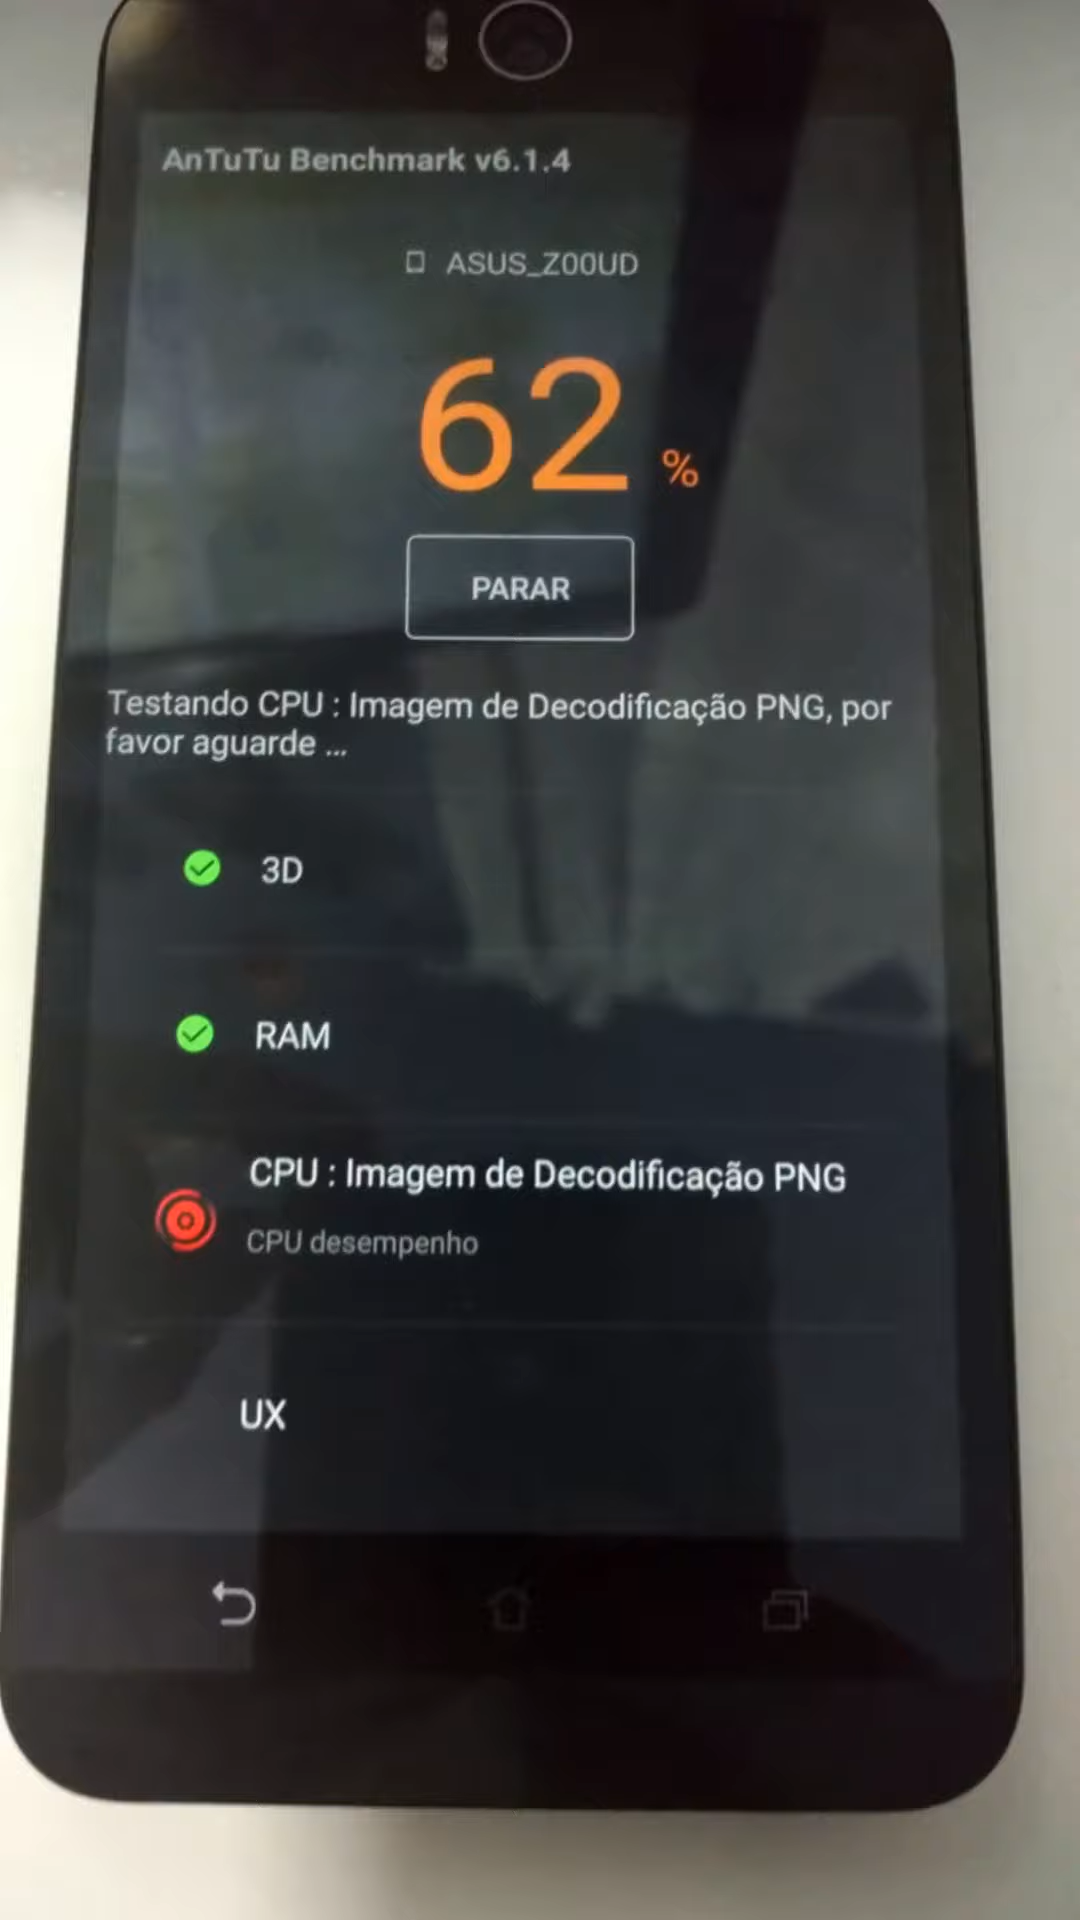 AnTuTu Benchmark v6.1.4
ASUS_Z00UD
62 %
PARAR
Testando CPU : Imagem de Decodificação PNG, por
favor aguarde ...
3D
RAM
CPU : Imagem de Decodificação PNG
CPU desempenho
UX